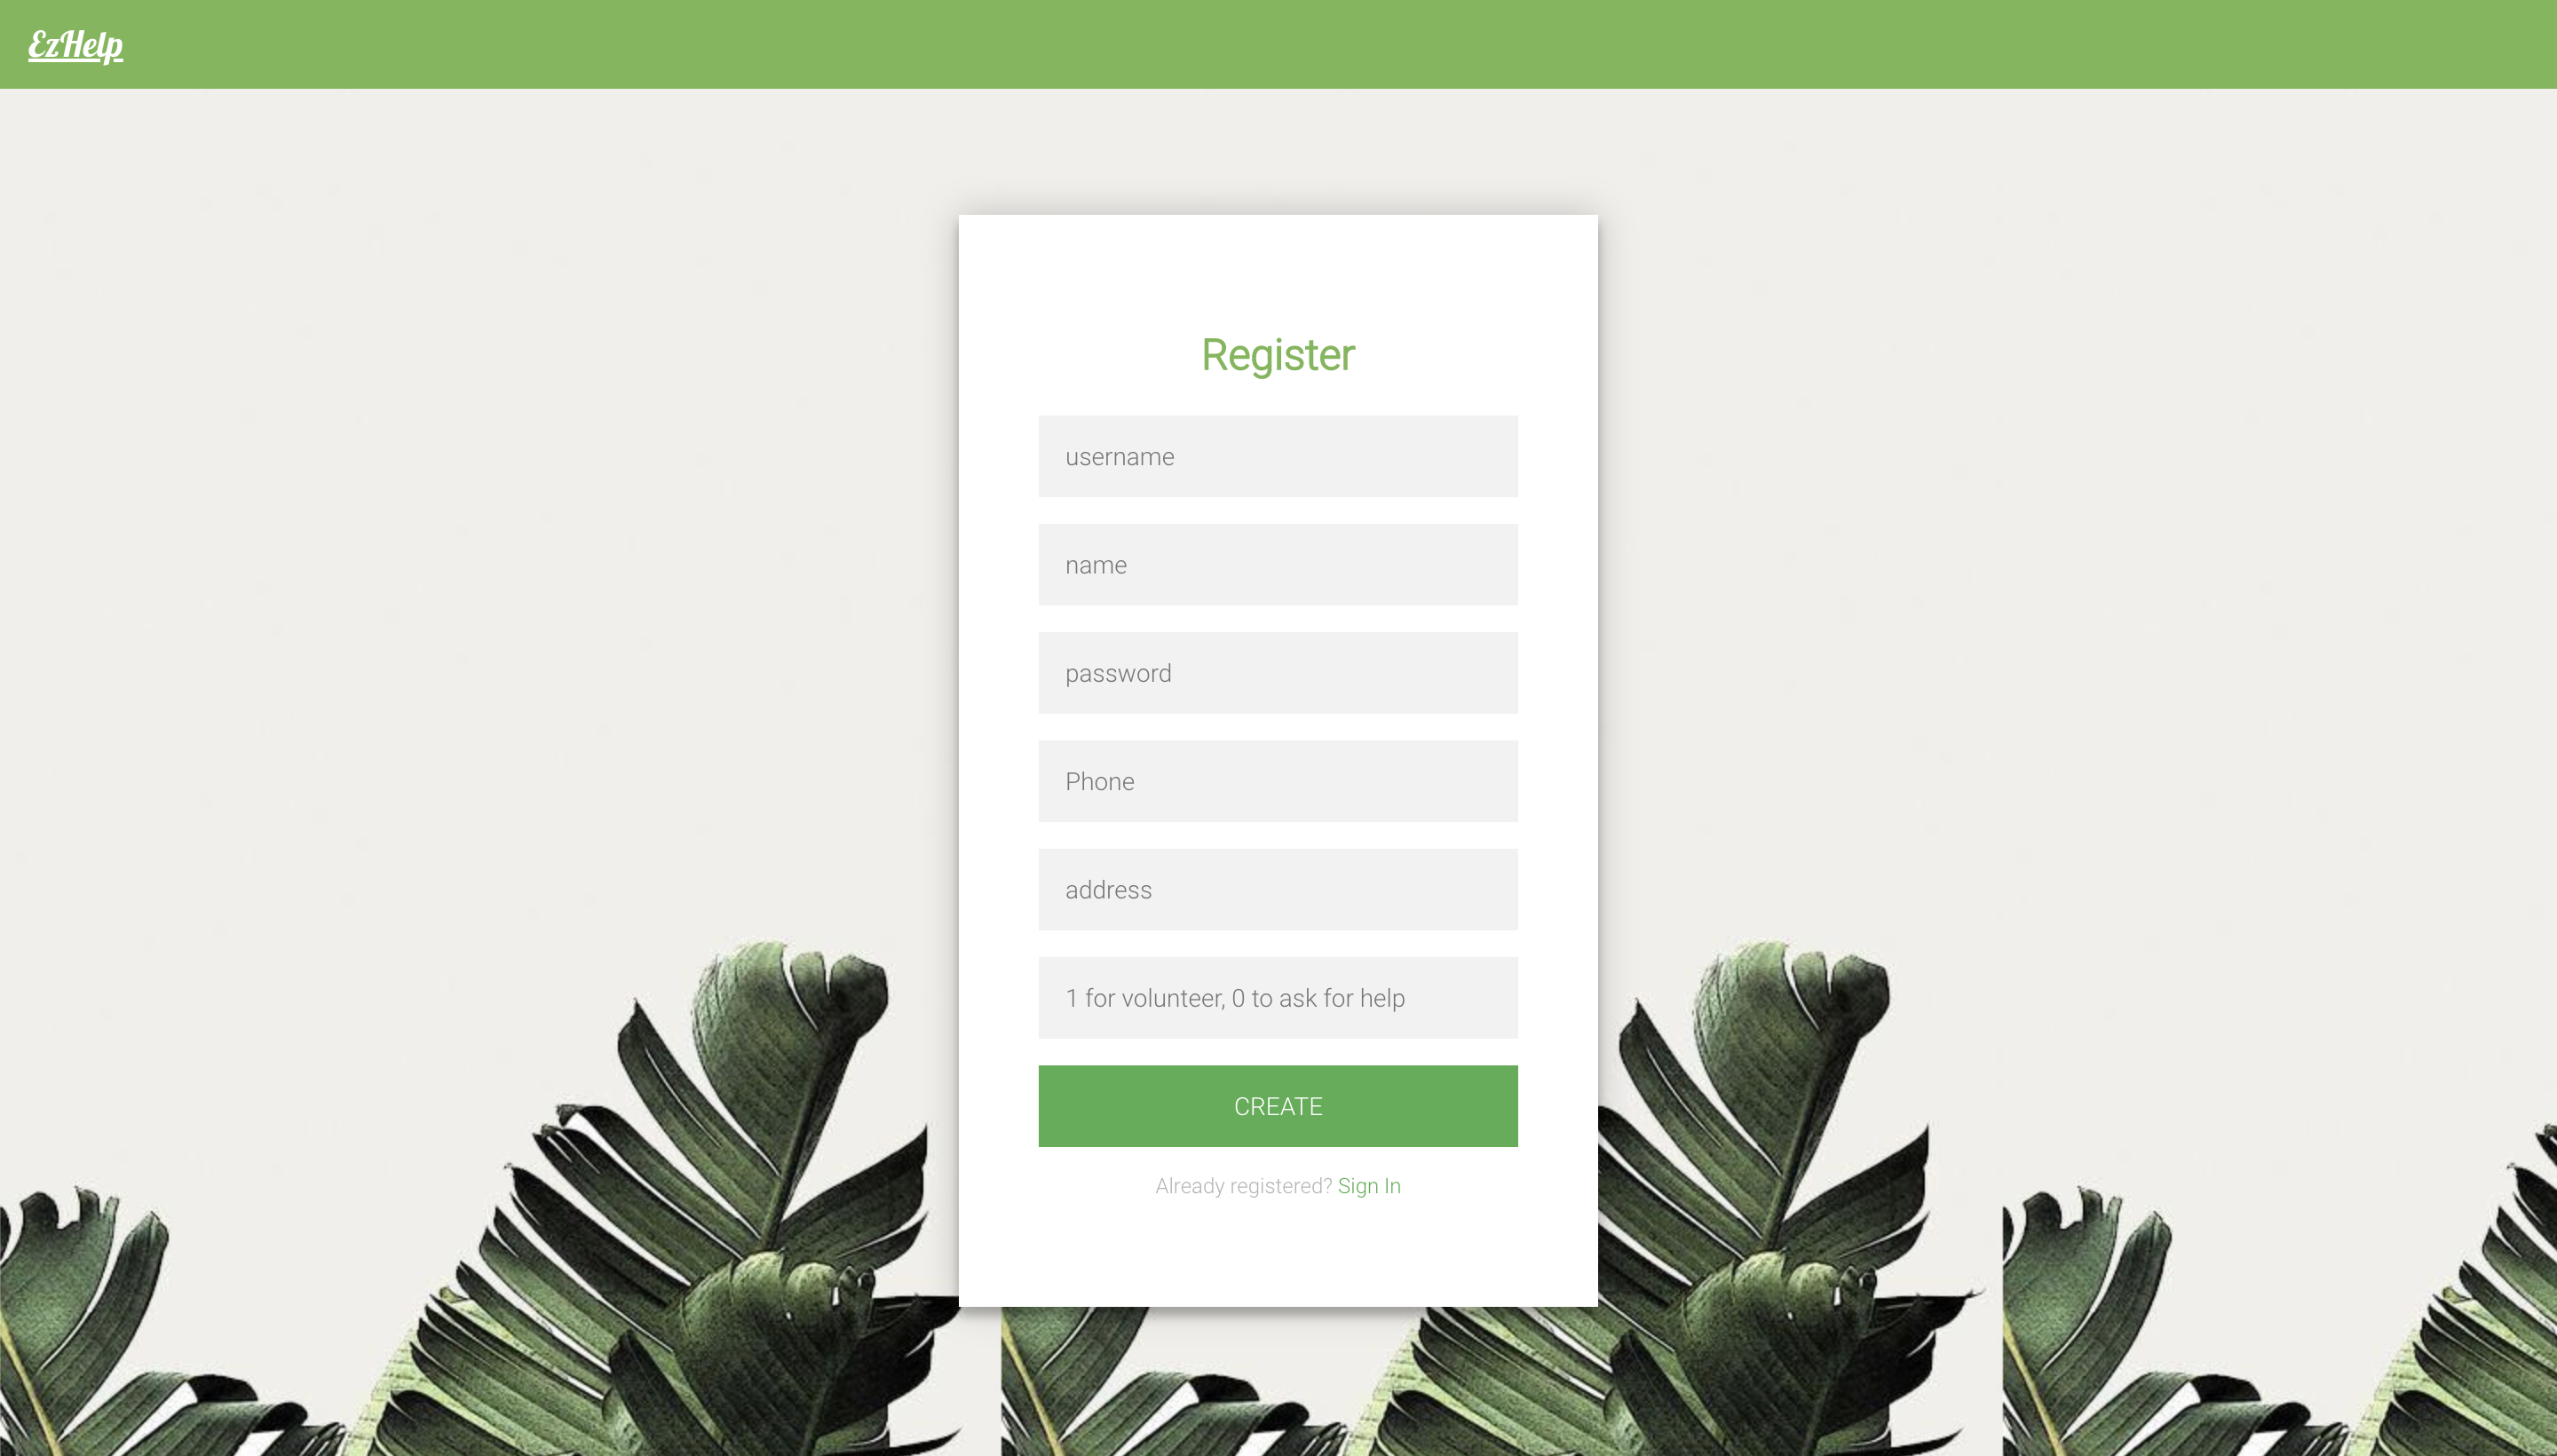 EzHelp
Register
username
name
password
Phone
address
1 for volunteer, 0 to ask for help
CREATE
Already registered? Sign In